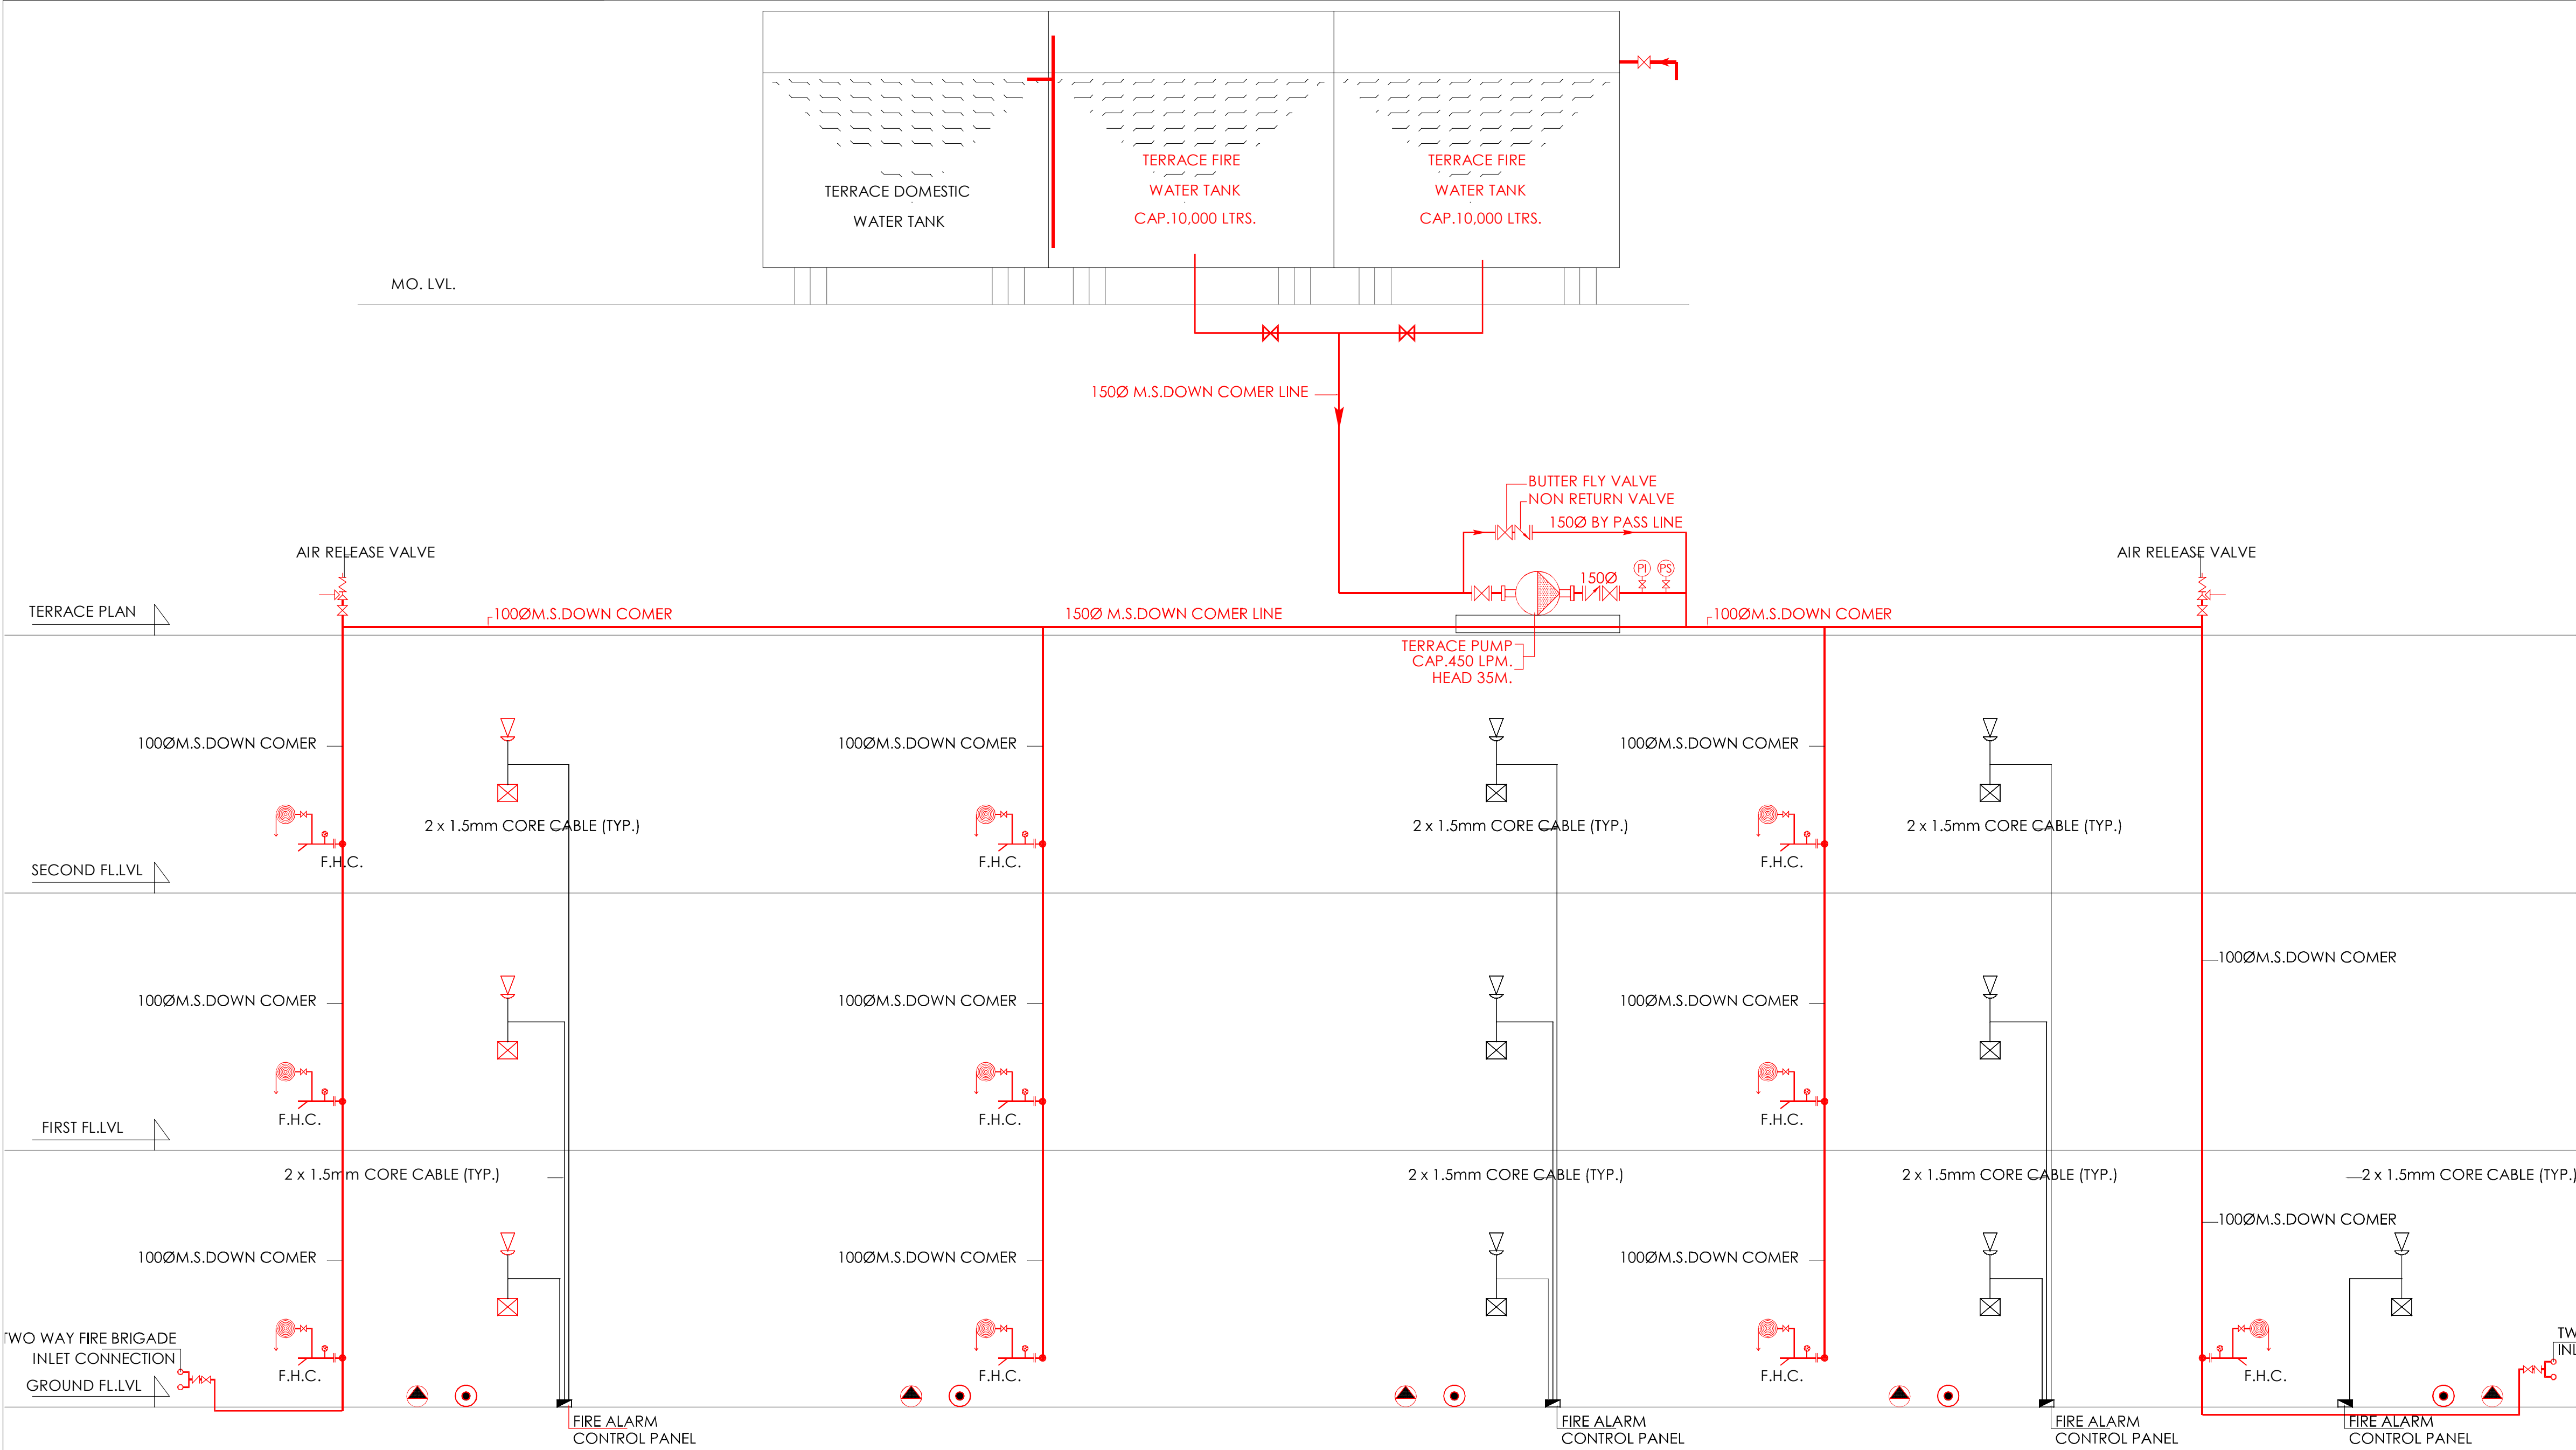 TERRACE DOMESTIC
WATER TANK
TERRACE FIRE
WATER TANK
CAP.10,000 LTRS.
TERRACE FIRE
WATER TANK
CAP.10,000 LTRS.
MO. LVL.
150Ø M.S.DOWN COMER LINE
BUTTER FLY VALVE
NON RETURN VALVE
150Ø BY PASS LINE
AIR RELEASE VALVE
AIR RELEASE VALVE
150Ø
PI
PS
TERRACE PLAN
100ØM.S.DOWN COMER
150Ø M.S.DOWN COMER LINE
100ØM.S.DOWN COMER
TERRACE PUMP
CAP.450 LPM.
HEAD 35M.
100ØM.S.DOWN COMER
100ØM.S.DOWN COMER
100ØM.S.DOWN COMER
2 x 1.5mm CORE CABLE (TYP.)
2 x 1.5mm CORE CABLE (TYP.)
2 x 1.5mm CORE CABLE (TYP.)
F.H.C.
F.H.C.
F.H.C.
SECOND FL.LVL
100ØM.S.DOWN COMER
100ØM.S.DOWN COMER
100ØM.S.DOWN COMER
100ØM.S.DOWN COMER
F.H.C.
F.H.C.
F.H.C.
FIRST FL.LVL
2 x 1.5mm CORE CABLE (TYP.)
2 x 1.5mm CORE CABLE (TYP.)
2 x 1.5mm CORE CABLE (TYP.)
2 x 1.5mm CORE CABLE (TYP.)
100ØM.S.DOWN COMER
100ØM.S.DOWN COMER
100ØM.S.DOWN COMER
100ØM.S.DOWN COMER
TWO WAY FIRE BRIGADE
INLET CONNECTION
F.H.C.
F.H.C.
F.H.C.
F.H.C.
GROUND FL.LVL
FIRE ALARM
CONTROL PANEL
FIRE ALARM
CONTROL PANEL
FIRE ALARM
CONTROL PANEL
FIRE ALARM
CONTROL PANEL